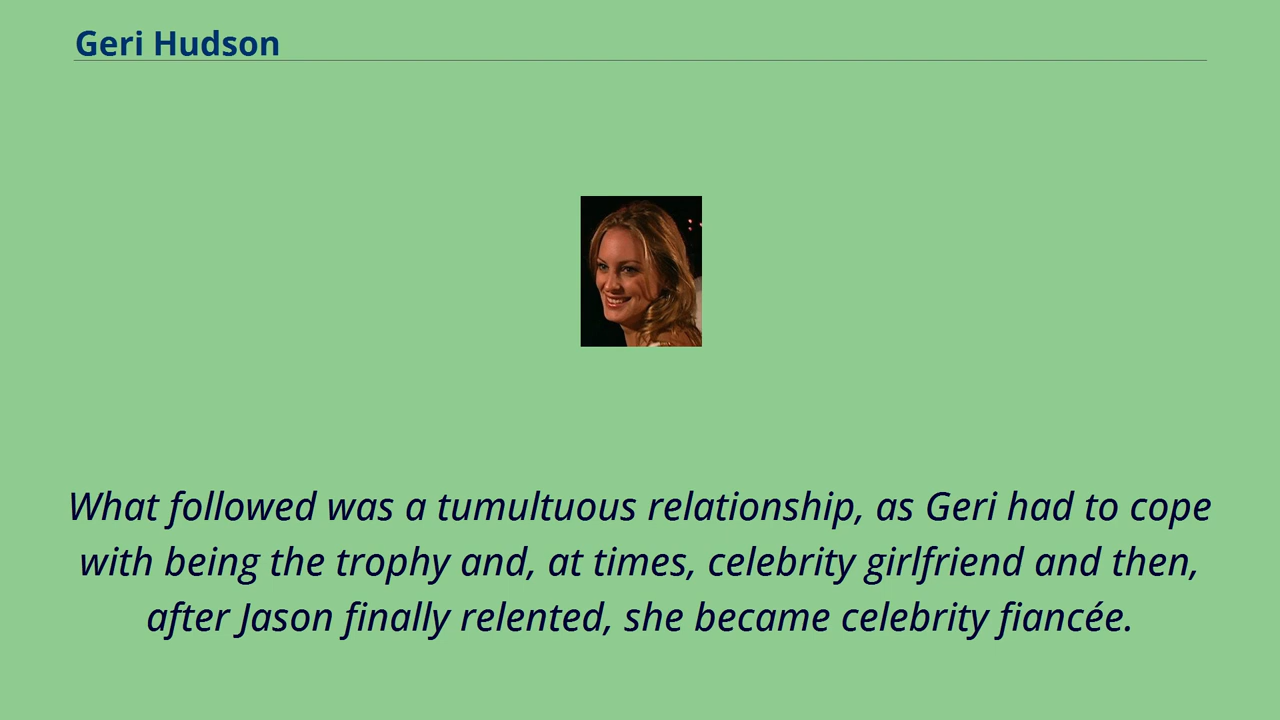 Geri Hudson
What followed was a tumultuous relationship, as Geri had to cope
with being the trophy and, at times, celebrity girlfriend and then,
after Jason finally relented, she became celebrity fiancée.